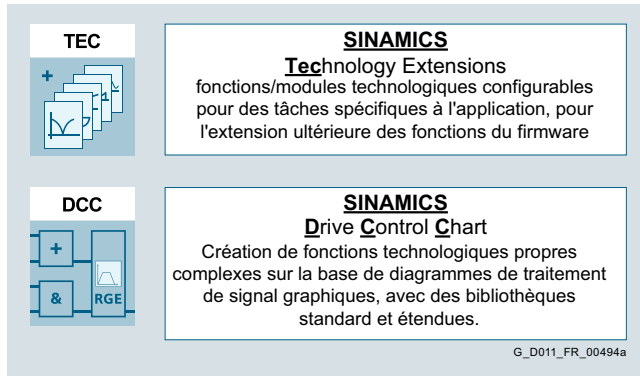 TEC
+
SINAMICS
Technology Extensions
fonctions/modules technologiques configurables
pour des tâches spécifiques à l'application, pour
l'extension ultérieure des fonctions du firmware
DCC
+
&
RGE
SINAMICS
Drive Control Chart
Création de fonctions technologiques propres
complexes sur la base de diagrammes de traitement
de signal graphiques, avec des bibliothèques
standard et étendues.
G_D011_FR_00494a